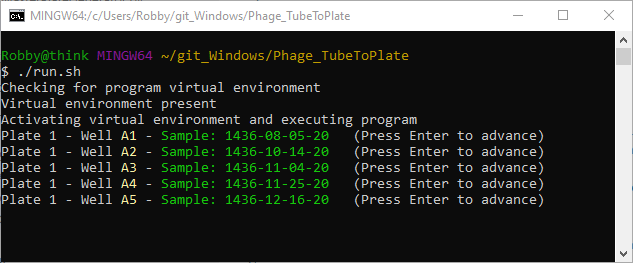 MINGW64:/c/Users/Robby/git_Windows/Phage_TubeToPlate
Robby@think MINGW64 ~/git_Windows/Phage_TubeToPlate
$ ./run.sh
Checking for program virtual environment
Virtual environment present
Activating virtual environment and executing program
Plate 1 - Well A1 - Sample: 1436-08-05-20   (Press Enter to advance)
Plate 1 - Well A2 - Sample: 1436-10-14-20   (Press Enter to advance)
Plate 1 - Well A3 - Sample: 1436-11-04-20   (Press Enter to advance)
Plate 1 - Well A4 - Sample: 1436-11-25-20   (Press Enter to advance)
Plate 1 - Well A5 - Sample: 1436-12-16-20   (Press Enter to advance)